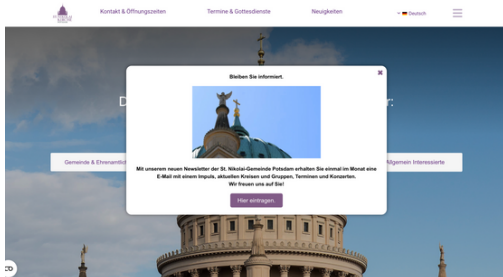 Kontakt & Öffnungszeiten
Termine & Gottesdienste
Neuigkeiten
Deutsch
Bleiben Sie informiert.
Gemeinde & Ehrenamtlich
Allgemein Interessierte
Mit unserem neuen Newsletter der St. Nikolai-Gemeinde Potsdam erhalten Sie einmal im Monat eine
E-Mail mit einem Impuls, aktuellen Kreisen und Gruppen, Terminen und Konzerten.
Wir freuen uns auf Sie!
Hier eintragen